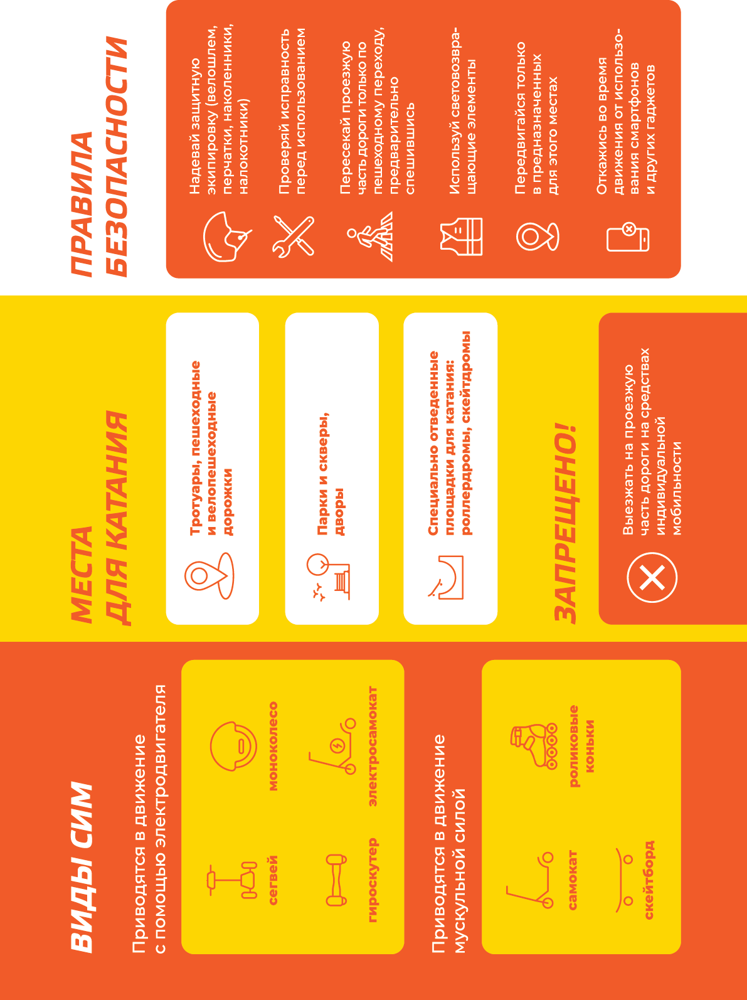 ВИДЫ СИМ
Приводятся в движение
с помощью электродвигателя
сегвей
моноколесо
гироскутер
электросамокат
Приводятся в движение
мускульной силой
самокат
роликовые
коньки
скейтборд
МЕСТА
ДЛЯ КАТАНИЯ
Тротуары, пешеходные
и велопешеходные
дорожки
Парки и скверы,
дворы
Специально отведенные
площадки для катания:
роллердромы, скейтдромы
ЗАПРЕЩЕНО!
Выезжать на проезжую
часть дороги на средствах
индивидуальной
мобильности
ПРАВИЛА
БЕЗОПАСНОСТИ
Надевай защитную
экипировку (велошлем,
перчатки, наколенники,
налокотники)
Проверяй исправность
перед использованием
Пересекай проезжую
часть дороги только по
пешеходному переходу,
предварительно
спешившись
Используй световозвра-
щающие элементы
Передвигайся только
в предназначенных
для этого местах
Откажись во время
движения от использо-
вания смартфонов
и других гаджетов